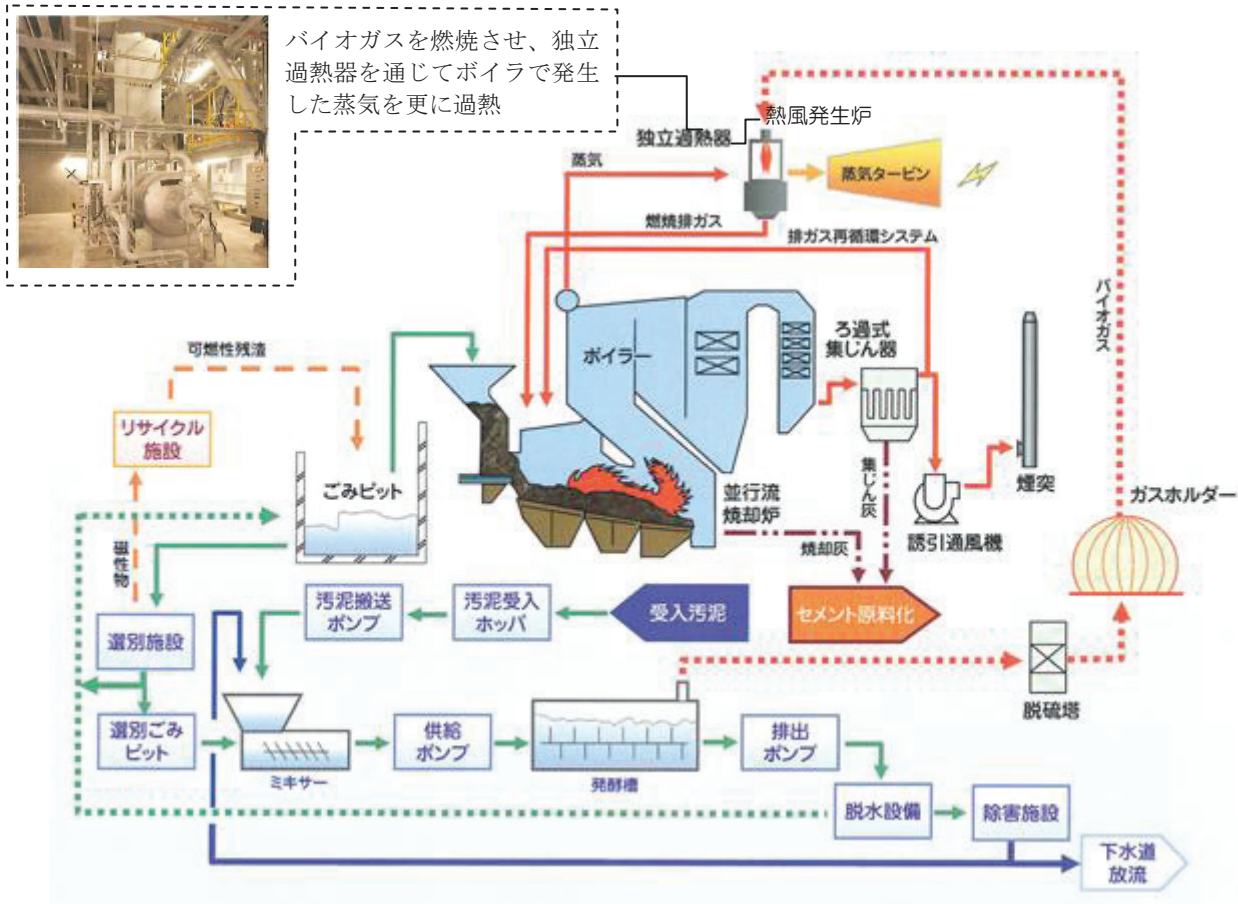 バイオガスを燃焼させ、独立
過熱器を通じてボイラで発生
した蒸気を更に過熱
熱風発生炉
独立過熱器
蒸気
蒸気タービン
燃焼排ガス
排ガス再循環システム
バイオガス
可燃性残渣
ボイラー
ろ過式
集じん器
リサイクル
施設
ごみピット
集じん灰
並行流
焼却炉
煙突
ガスホルダー
誘引通風機
焼却灰
汚泥搬送
ポンプ
汚泥受入
ホッパ
受入汚泥
セメント原料化
選別施設
脱硫塔
選別ごみ
ピット
供給
ポンプ
排出
ポンプ
ミキサー
発酵槽
脱水設備
除害施設
下水道
放流